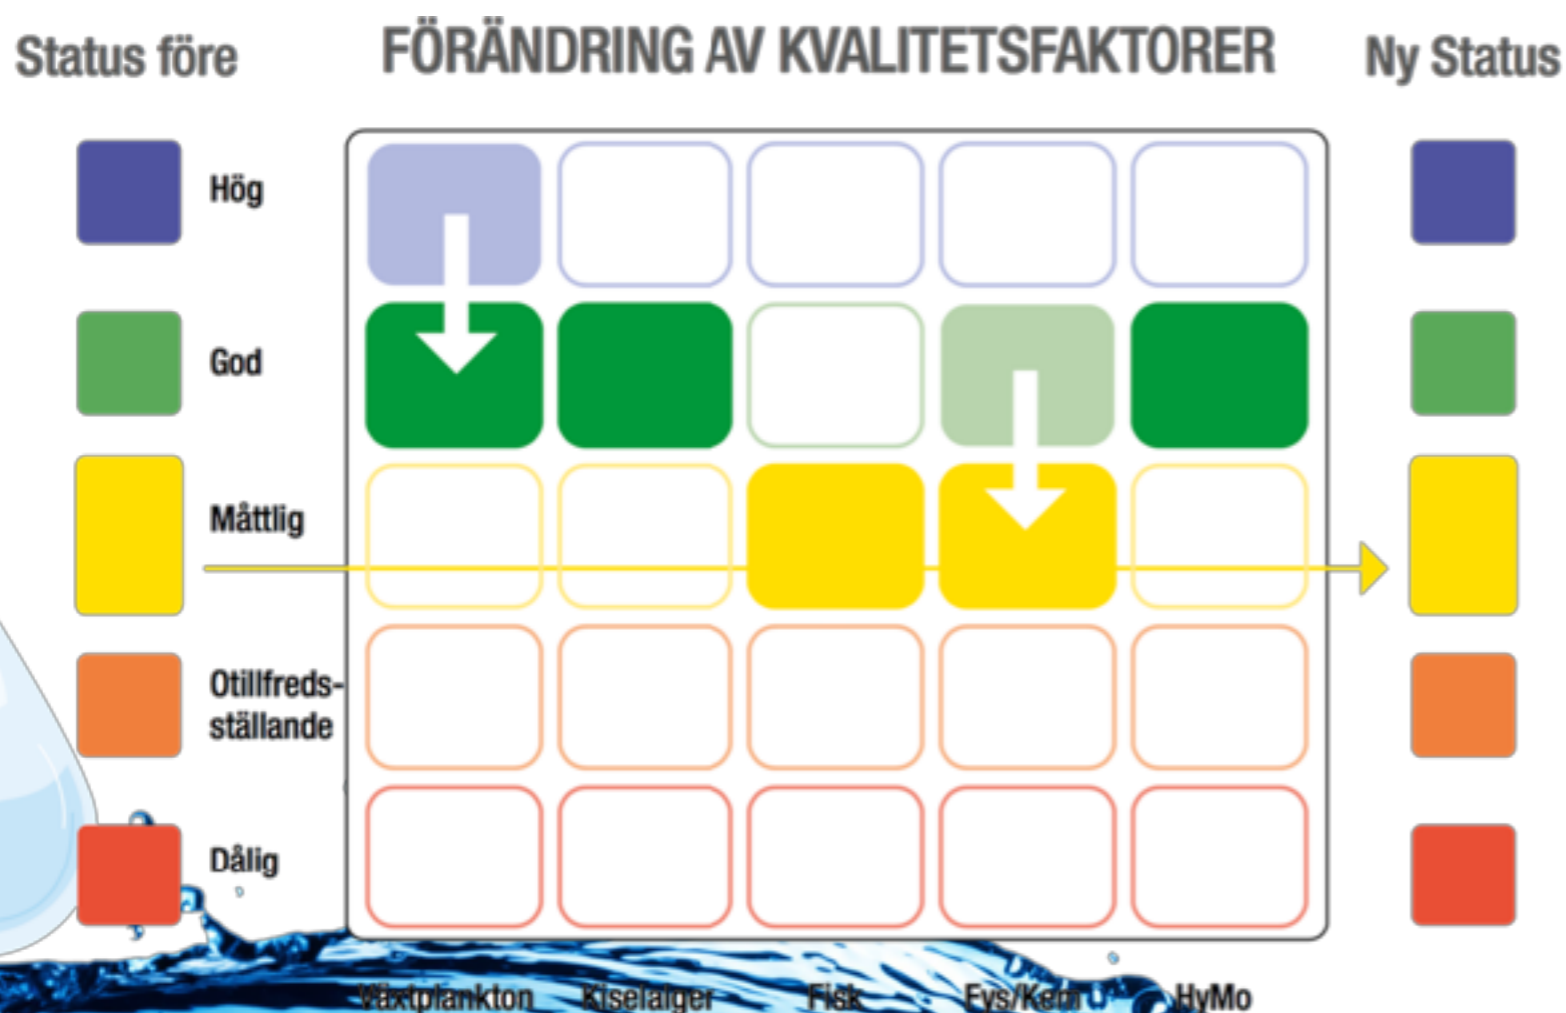 Status före
FÖRÄNDRING AV KVALITETSFAKTORER
Ny Status
Hög
God
Måttlig
Otillfreds-
ställande
Dålig
Växtplankton Kiselalger Fisk Fys/Kem HyMo